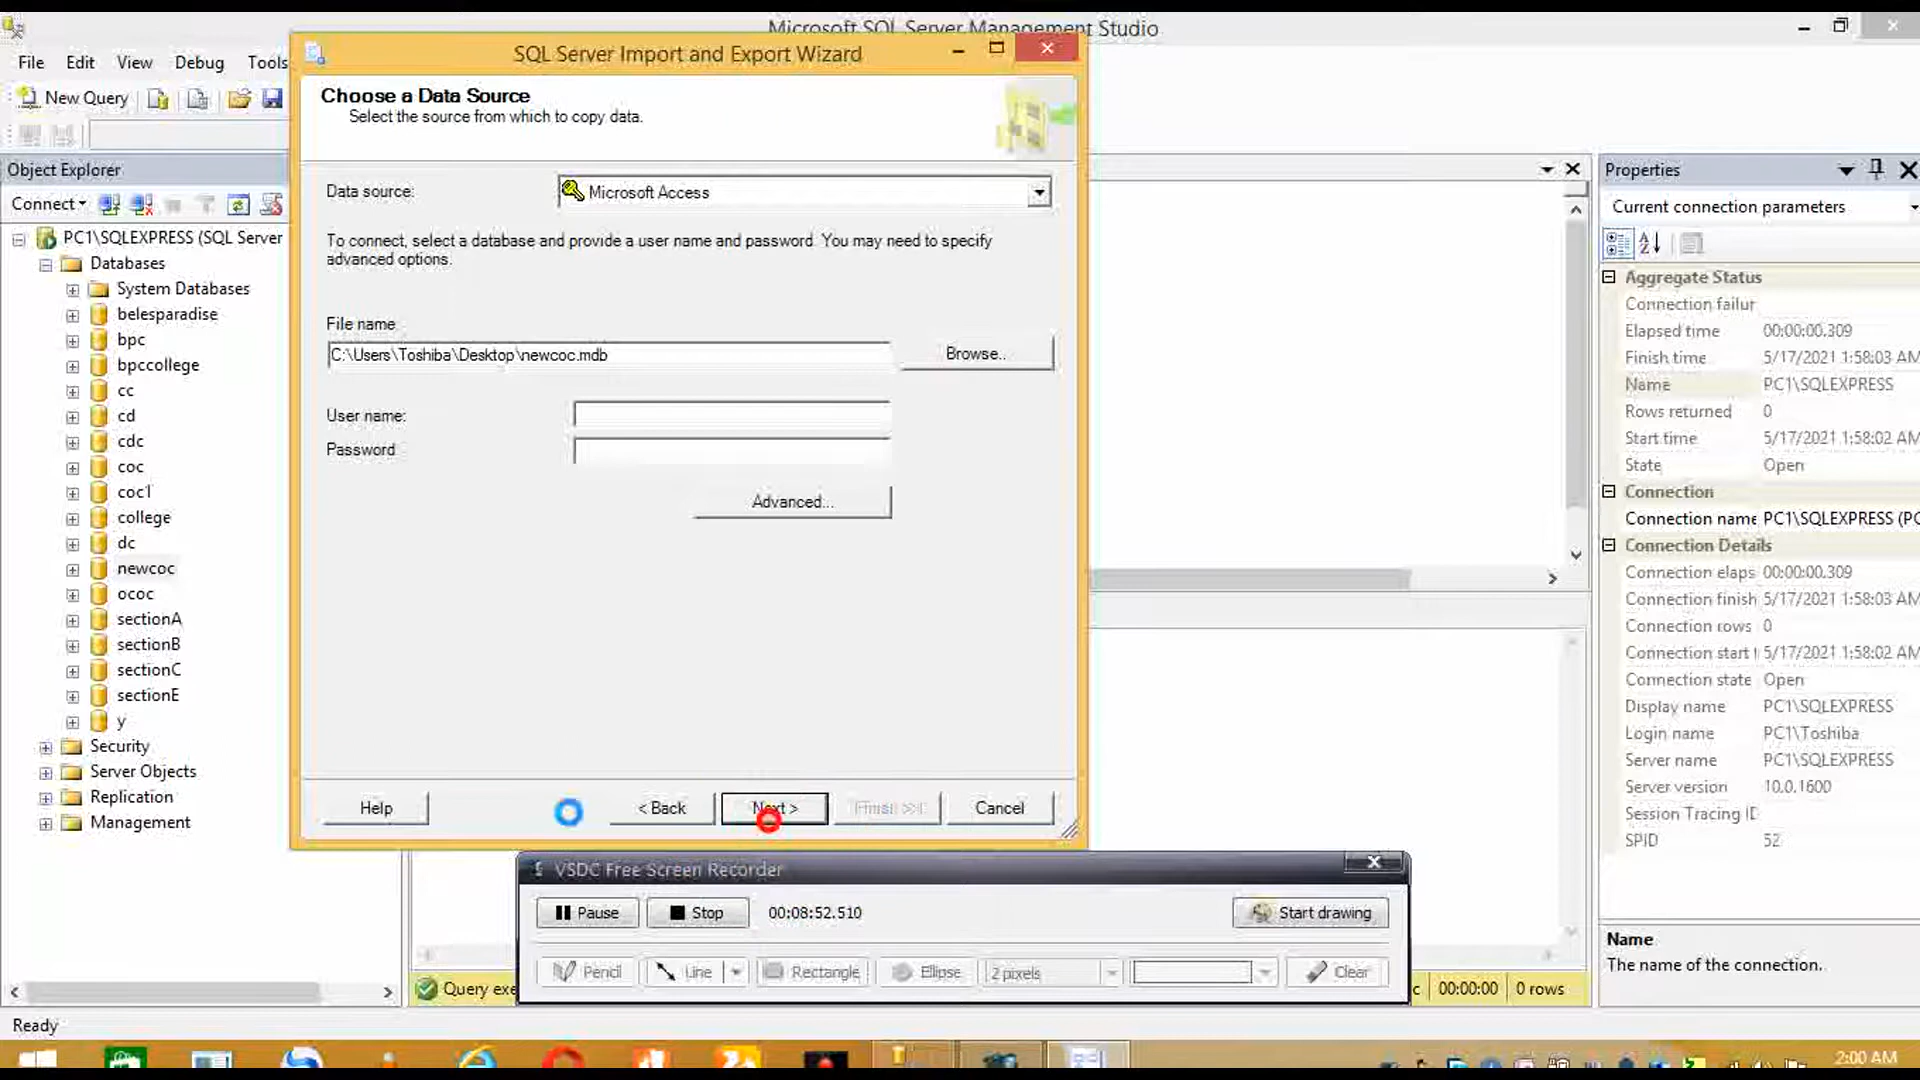 Microsoft SQL Server Management Studio
File Edit View Debug Tools
New Query
SQL Server Import and Export Wizard
Choose a Data Source
Select the source from which to copy data.
Data source:
Microsoft Access
To connect, select a database and provide a user name and password. You may need to specify
advanced options.
File name
C:\Users\Toshiba\Desktop\newcoc.mdb
Browse..
User name:
Password
Advanced...
Help
< Back
Next >
Cancel
Object Explorer
Connect
PC1\SQLEXPRESS (SQL Server
Databases
System Databases
belesparadise
bpc
bpccollege
cc
cd
cdc
coc
coc1
college
dc
newcoc
ococ
sectionA
sectionB
sectionC
sectionE
y
Security
Server Objects
Replication
Management
Properties
Current connection parameters
Aggregate Status
Connection failur
Elapsed time 00:00:00.309
Finish time 5/17/2021 1:58:03 AM
Name PC1\SQLEXPRESS
Rows returned 0
Start time 5/17/2021 1:58:02 AM
State Open
Connection
Connection name PC1\SQLEXPRESS (PC
Connection Details
Connection elaps 00:00:00.309
Connection finish 5/17/2021 1:58:03 AM
Connection rows 0
Connection start t 5/17/2021 1:58:02 AM
Connection state Open
Display name PC1\SQLEXPRESS
Login name PC1\Toshiba
Server name PC1\SQLEXPRESS
Server version 10.0.1600
Session Tracing ID
SPID 52
Name
The name of the connection.
VSDC Free Screen Recorder
Pause
Stop
00:08:52.510
Start drawing
Pencil
Line
Rectangle
Ellipse
2 pixels
Clear
Query exe
c 00:00:00 0 rows
Ready
2:00 AM